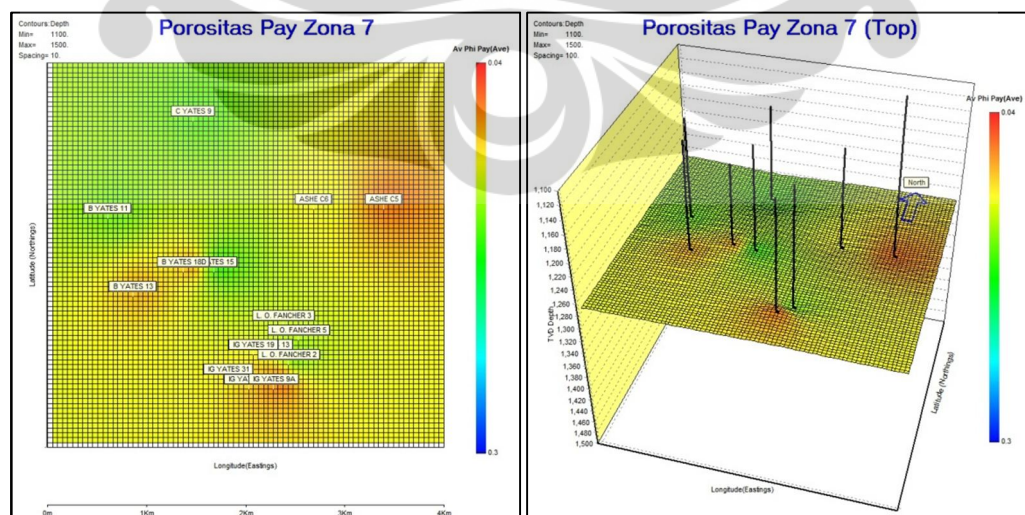 Contours:Depth
Min= 1100.
Max= 1500.
Spacing= 10.
Porositas Pay Zona 7
Av Phi Pay(Ave)
0.04
0.3
C YATES 9
B YATES 11
ASHE C6
ASHE C5
B YATES 18D
TES 15
B YATES 13
L. D. FANCHER 3
L. D. FANCHER 5
IG YATES 19
13
L. D. FANCHER 2
IG YATES 31
IG YA
IG YATES 9A
Latitude (Northings)
Longitude(Eastings)
0m
1Km
2Km
3Km
4Km
Contours:Depth
Min= 1100.
Max= 1500.
Spacing= 100.
Porositas Pay Zona 7 (Top)
Av Phi Pay(Ave)
0.04
0.3
North
1,100
1,120
1,140
1,160
1,180
1,200
1,220
1,240
1,260
1,280
1,300
1,320
1,340
1,360
1,380
1,400
1,420
1,440
1,460
1,480
1,500
TVD Depth
Latitude (Northings)
Longitude(Eastings)